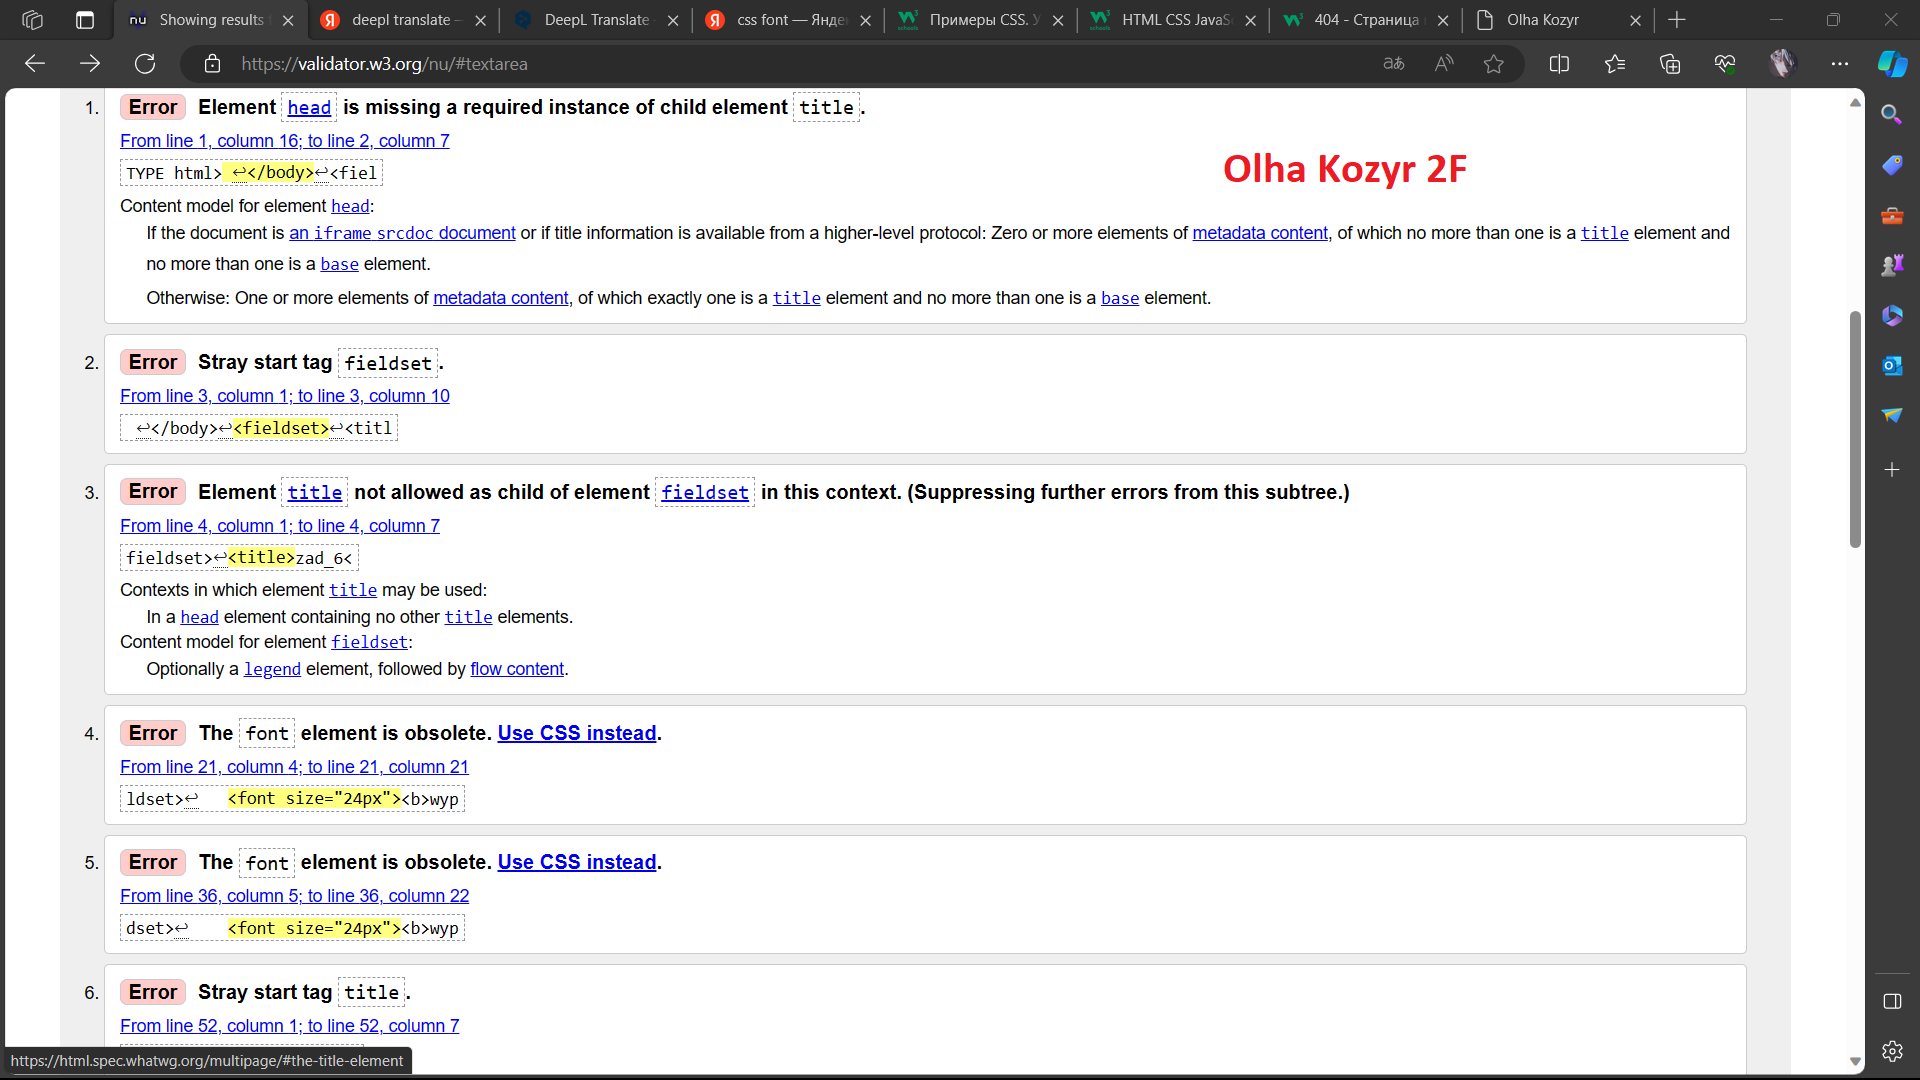 Showing results f
deepl translate —
DeepL Translate
css font — Яндек
Примеры CSS. У
HTML CSS JavaS
404 - Страница
Olha Kozyr
https://validator.w3.org/nu/#textarea
1. Error Element head is missing a required instance of child element title.
From line 1, column 16; to line 2, column 7
TYPE html> ↩</body>↩<fiel
Olha Kozyr 2F
Content model for element head:
If the document is an iframe srcdoc document or if title information is available from a higher-level protocol: Zero or more elements of metadata content, of which no more than one is a title element and
no more than one is a base element.
Otherwise: One or more elements of metadata content, of which exactly one is a title element and no more than one is a base element.
2. Error Stray start tag fieldset.
From line 3, column 1; to line 3, column 10
↩</body>↩<fieldset>↩<titl
3. Error Element title not allowed as child of element fieldset in this context. (Suppressing further errors from this subtree.)
From line 4, column 1; to line 4, column 7
fieldset>↩<title>zad_6<
Contexts in which element title may be used:
In a head element containing no other title elements.
Content model for element fieldset:
Optionally a legend element, followed by flow content.
4. Error The font element is obsolete. Use CSS instead.
From line 21, column 4; to line 21, column 21
ldset>↩ <font size="24px"><b>wyp
5. Error The font element is obsolete. Use CSS instead.
From line 36, column 5; to line 36, column 22
dset>↩ <font size="24px"><b>wyp
6. Error Stray start tag title.
From line 52, column 1; to line 52, column 7
https://html.spec.whatwg.org/multipage/#the-title-element